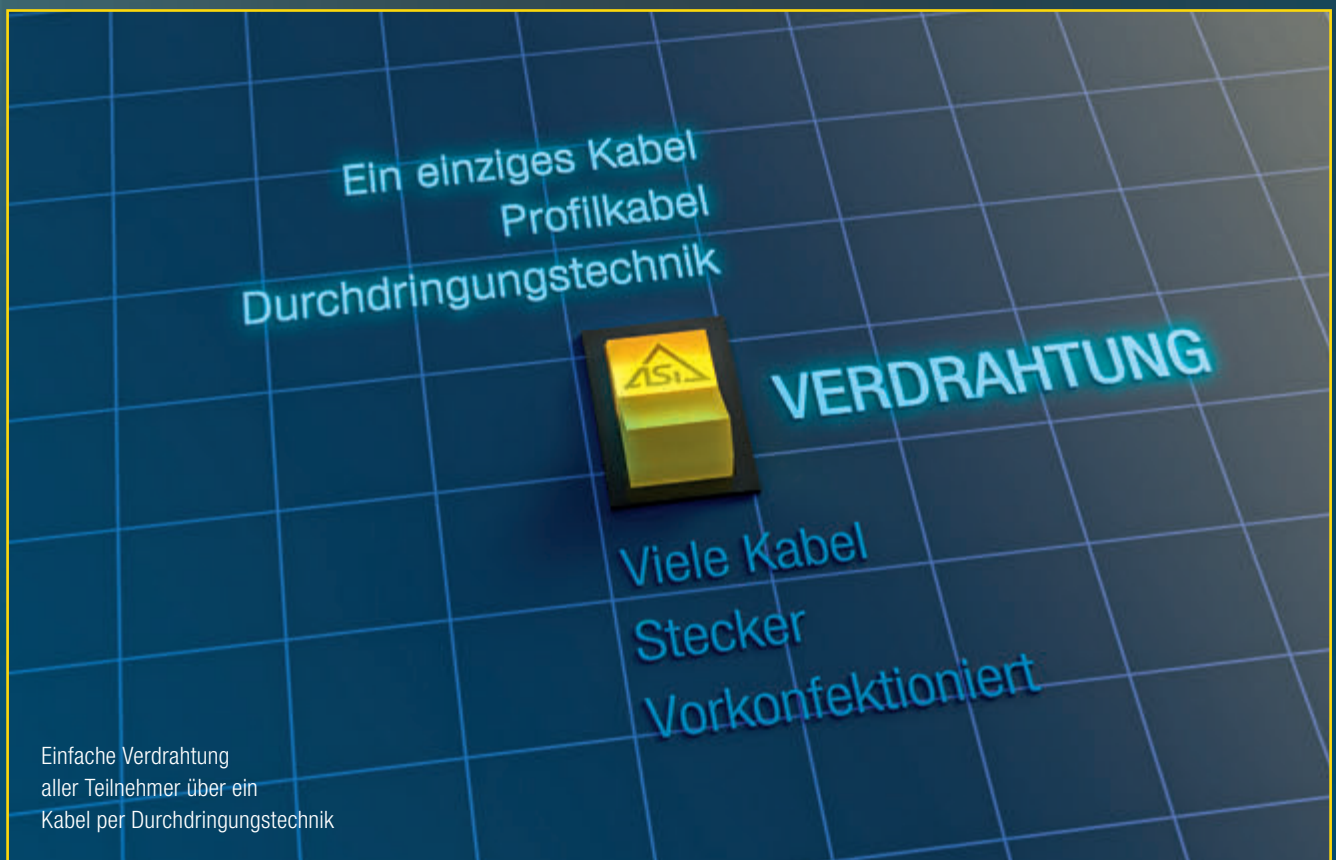 Ein einziges Kabel
Profilkabel
Durchdringungstechnik
ASi
VERDRAHTUNG
Viele Kabel
Stecker
Vorkonfektioniert
Einfache Verdrahtung
aller Teilnehmer über ein
Kabel per Durchdringungstechnik